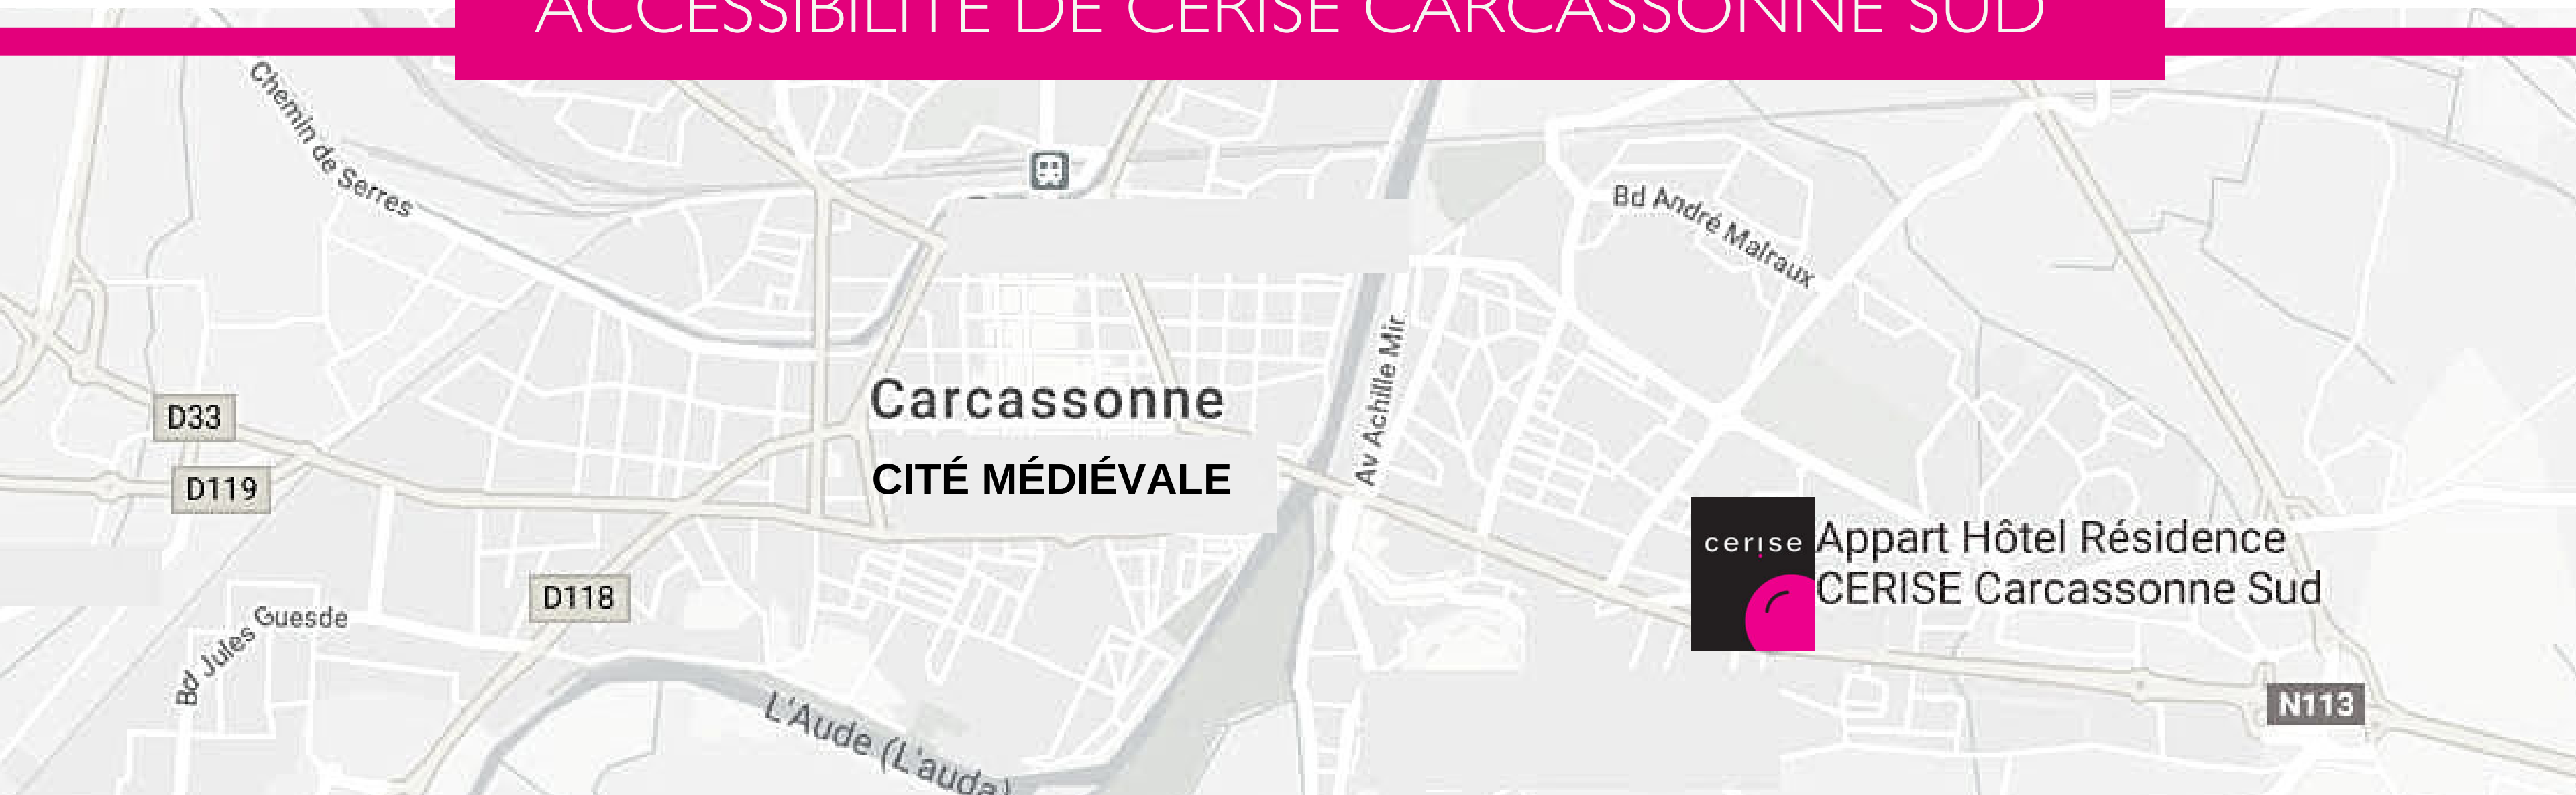 ACCESSIBILITE DE CERISE CARCASSONNE SUD
Chemin de Serres
Bd André Malraux
Av Achille Mir
Carcassonne
CITÉ MÉDIÉVALE
D33
D119
cerise
Appart Hôtel Résidence
CERISE Carcassonne Sud
D118
Bd Jules Guesde
L'Aude (L'auda)
N113